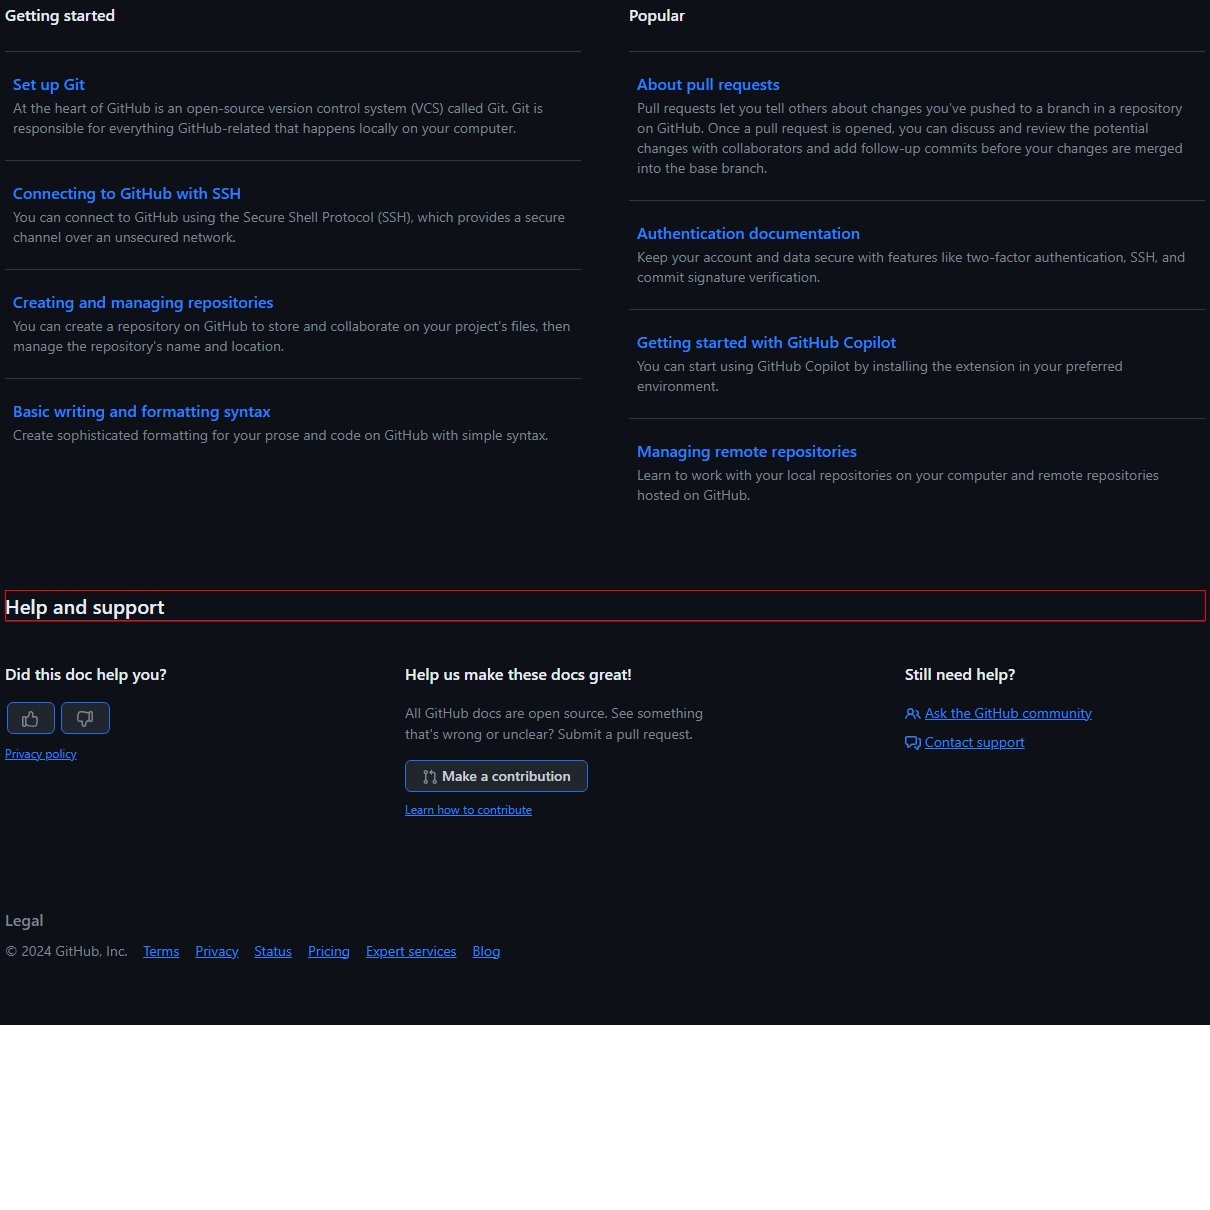 Getting started
Set up Git
At the heart of GitHub is an open-source version control system (VCS) called Git. Git is
responsible for everything GitHub-related that happens locally on your computer.
Connecting to GitHub with SSH
You can connect to GitHub using the Secure Shell Protocol (SSH), which provides a secure
channel over an unsecured network.
Creating and managing repositories
You can create a repository on GitHub to store and collaborate on your project's files, then
manage the repository's name and location.
Basic writing and formatting syntax
Create sophisticated formatting for your prose and code on GitHub with simple syntax.
Popular
About pull requests
Pull requests let you tell others about changes you've pushed to a branch in a repository
on GitHub. Once a pull request is opened, you can discuss and review the potential
changes with collaborators and add follow-up commits before your changes are merged
into the base branch.
Authentication documentation
Keep your account and data secure with features like two-factor authentication, SSH, and
commit signature verification.
Getting started with GitHub Copilot
You can start using GitHub Copilot by installing the extension in your preferred
environment.
Managing remote repositories
Learn to work with your local repositories on your computer and remote repositories
hosted on GitHub.
Help and support
Did this doc help you?
Privacy policy
Help us make these docs great!
All GitHub docs are open source. See something
that's wrong or unclear? Submit a pull request.
Make a contribution
Learn how to contribute
Still need help?
Ask the GitHub community
Contact support
Legal
© 2024 GitHub, Inc. Terms Privacy Status Pricing Expert services Blog